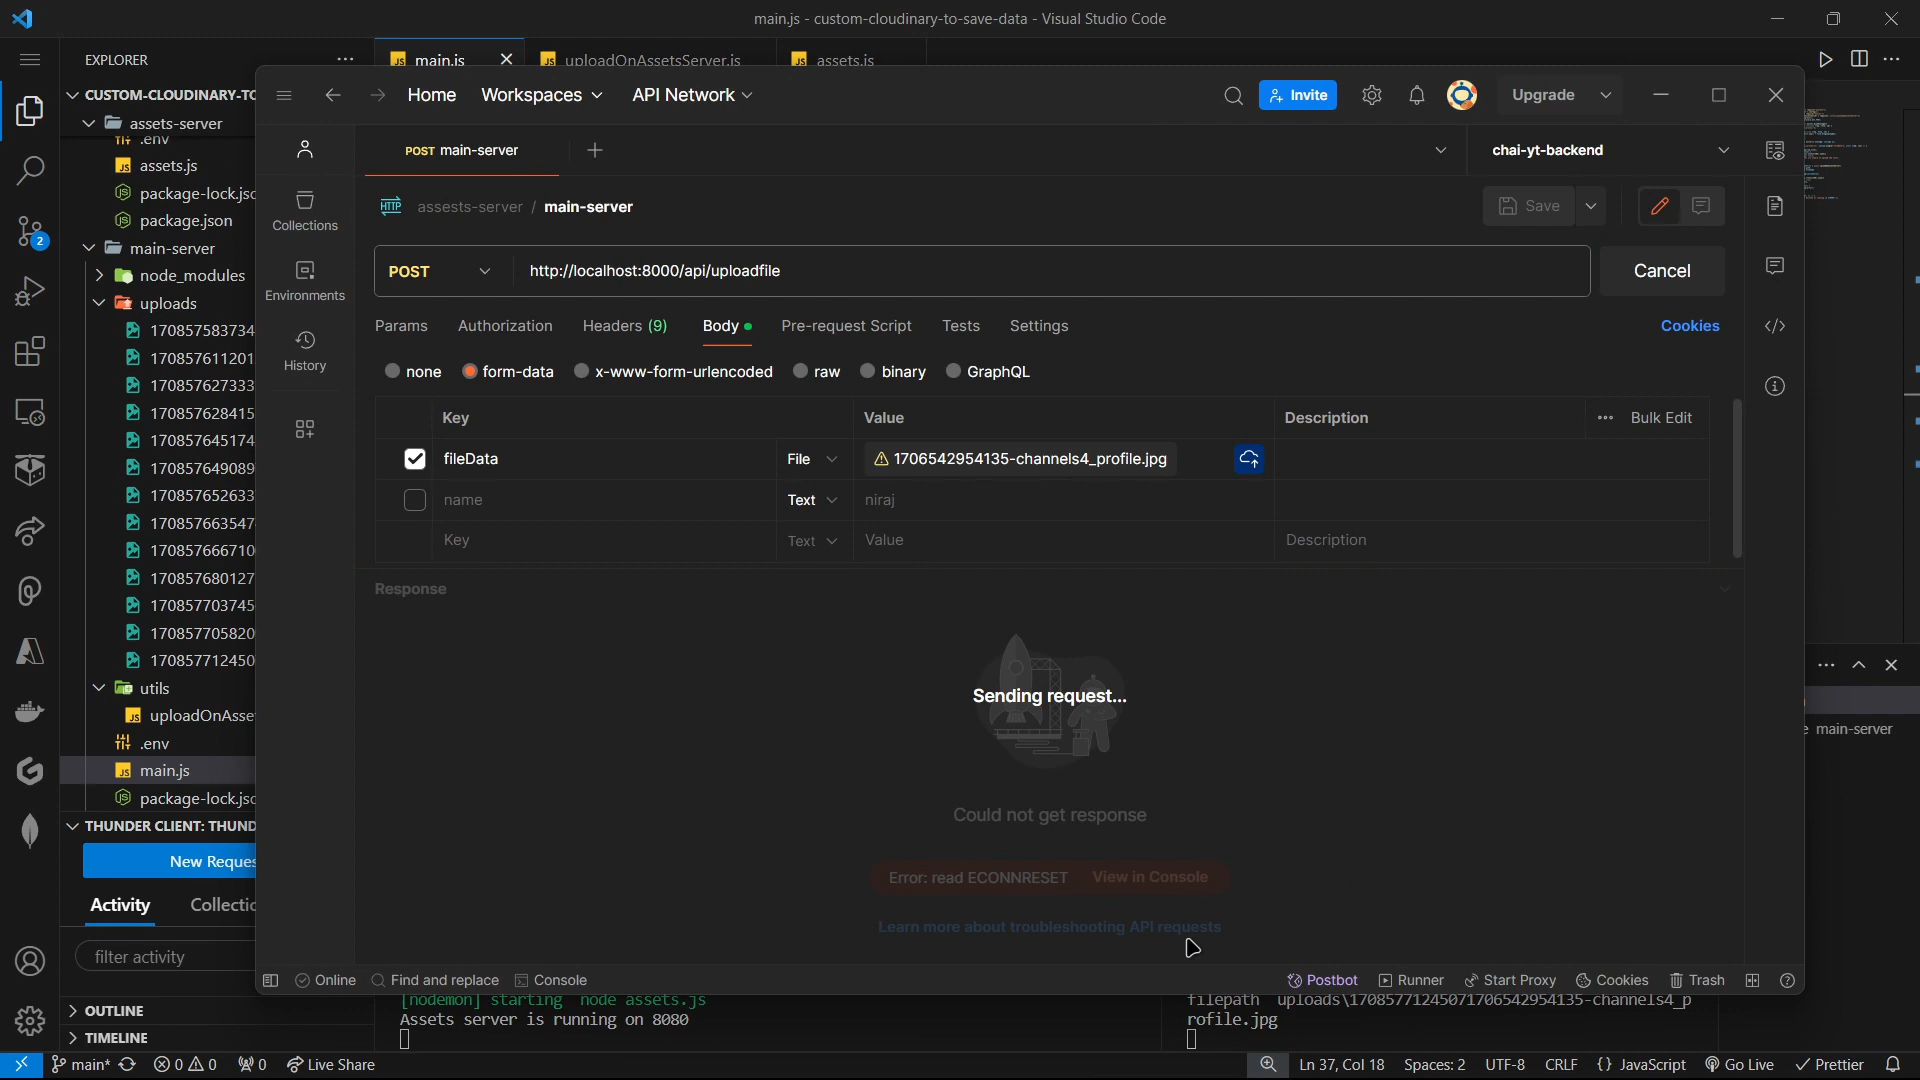 main.js - custom-cloudinary-to-save-data - Visual Studio Code
EXPLORER
main.js
uploadOnAssetsServer.js
assets.js
CUSTOM-CLOUDINARY-TO
assets-server
.env
assets.js
package-lock.jso
package.json
main-server
node_modules
uploads
170857583734
170857611201
170857627333
170857628415
170857645174
170857649089
170857652633
170857663547
170857666710
170857680127
170857703745
170857705820
170857712450
utils
uploadOnAsse
.env
main.js
package-lock.jso
THUNDER CLIENT: THUND
New Reques
Activity
Collectio
filter activity
OUTLINE
TIMELINE
2
Home
Workspaces
API Network
Invite
Upgrade
POST main-server
chai-yt-backend
Collections
Environments
History
HTTP
assests-server / main-server
Save
POST
http://localhost:8000/api/uploadfile
Cancel
Params
Authorization
Headers (9)
Body
Pre-request Script
Tests
Settings
Cookies
none
form-data
x-www-form-urlencoded
raw
binary
GraphQL
Key
Value
Description
Bulk Edit
fileData
File
1706542954135-channels4_profile.jpg
name
Text
niraj
Key
Text
Value
Description
Response
Sending request...
Could not get response
Error: read ECONNRESET
View in Console
Learn more about troubleshooting API requests
Online
Find and replace
Console
Postbot
Runner
Start Proxy
Cookies
Trash
main-server
[nodemon] starting `node assets.js`
Assets server is running on 8080
filepath uploads\17085771245071706542954135-channels4_p
rofile.jpg
main*
0
0
0
Live Share
Ln 37, Col 18
Spaces: 2
UTF-8
CRLF
{} JavaScript
Go Live
Prettier